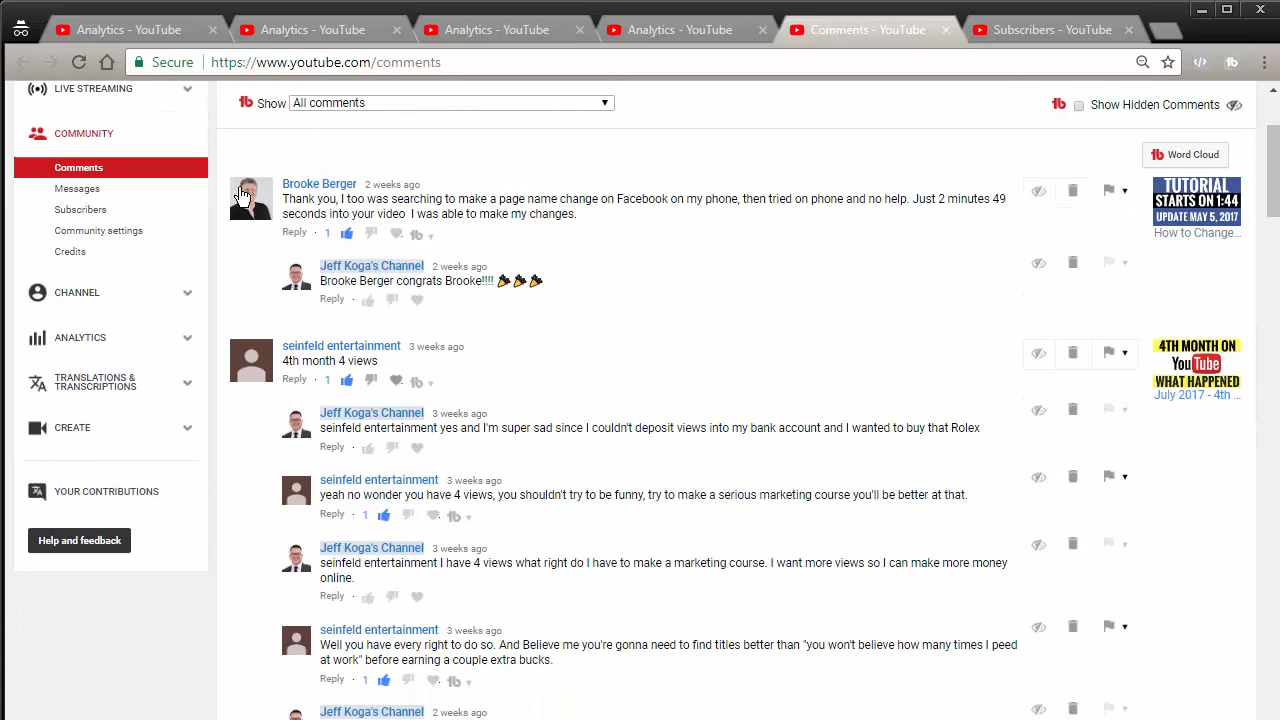 Analytics - YouTube
Analytics - YouTube
Analytics - YouTube
Analytics - YouTube
Comments - YouTube
Subscribers - YouTube
Secure
https://www.youtube.com/comments
LIVE STREAMING
COMMUNITY
Comments
Messages
Subscribers
Community settings
Credits
CHANNEL
ANALYTICS
TRANSLATIONS &
TRANSCRIPTIONS
CREATE
YOUR CONTRIBUTIONS
Help and feedback
tb Show All comments
tb Show Hidden Comments
tb Word Cloud
Brooke Berger 2 weeks ago
Thank you, I too was searching to make a page name change on Facebook on my phone, then tried on phone and no help. Just 2 minutes 49
seconds into your video I was able to make my changes.
Reply · 1 tb
TUTORIAL
STARTS ON 1:44
UPDATE MAY 5, 2017
How to Change...
Jeff Koga's Channel 2 weeks ago
Brooke Berger congrats Brooke!!!! 🎉🎉🎉
Reply ·
seinfeld entertainment 3 weeks ago
4th month 4 views
Reply · 1 tb
4TH MONTH ON
YouTube
WHAT HAPPENED
July 2017 - 4th ...
Jeff Koga's Channel 3 weeks ago
seinfeld entertainment yes and I'm super sad since I couldn't deposit views into my bank account and I wanted to buy that Rolex
Reply ·
seinfeld entertainment 3 weeks ago
yeah no wonder you have 4 views, you shouldn't try to be funny, try to make a serious marketing course you'll be better at that.
Reply · 1 tb
Jeff Koga's Channel 3 weeks ago
seinfeld entertainment I have 4 views what right do I have to make a marketing course. I want more views so I can make more money
online.
Reply ·
seinfeld entertainment 3 weeks ago
Well you have every right to do so. And Believe me you're gonna need to find titles better than "you won't believe how many times I peed
at work" before earning a couple extra bucks.
Reply · 1 tb
Jeff Koga's Channel 2 weeks ago